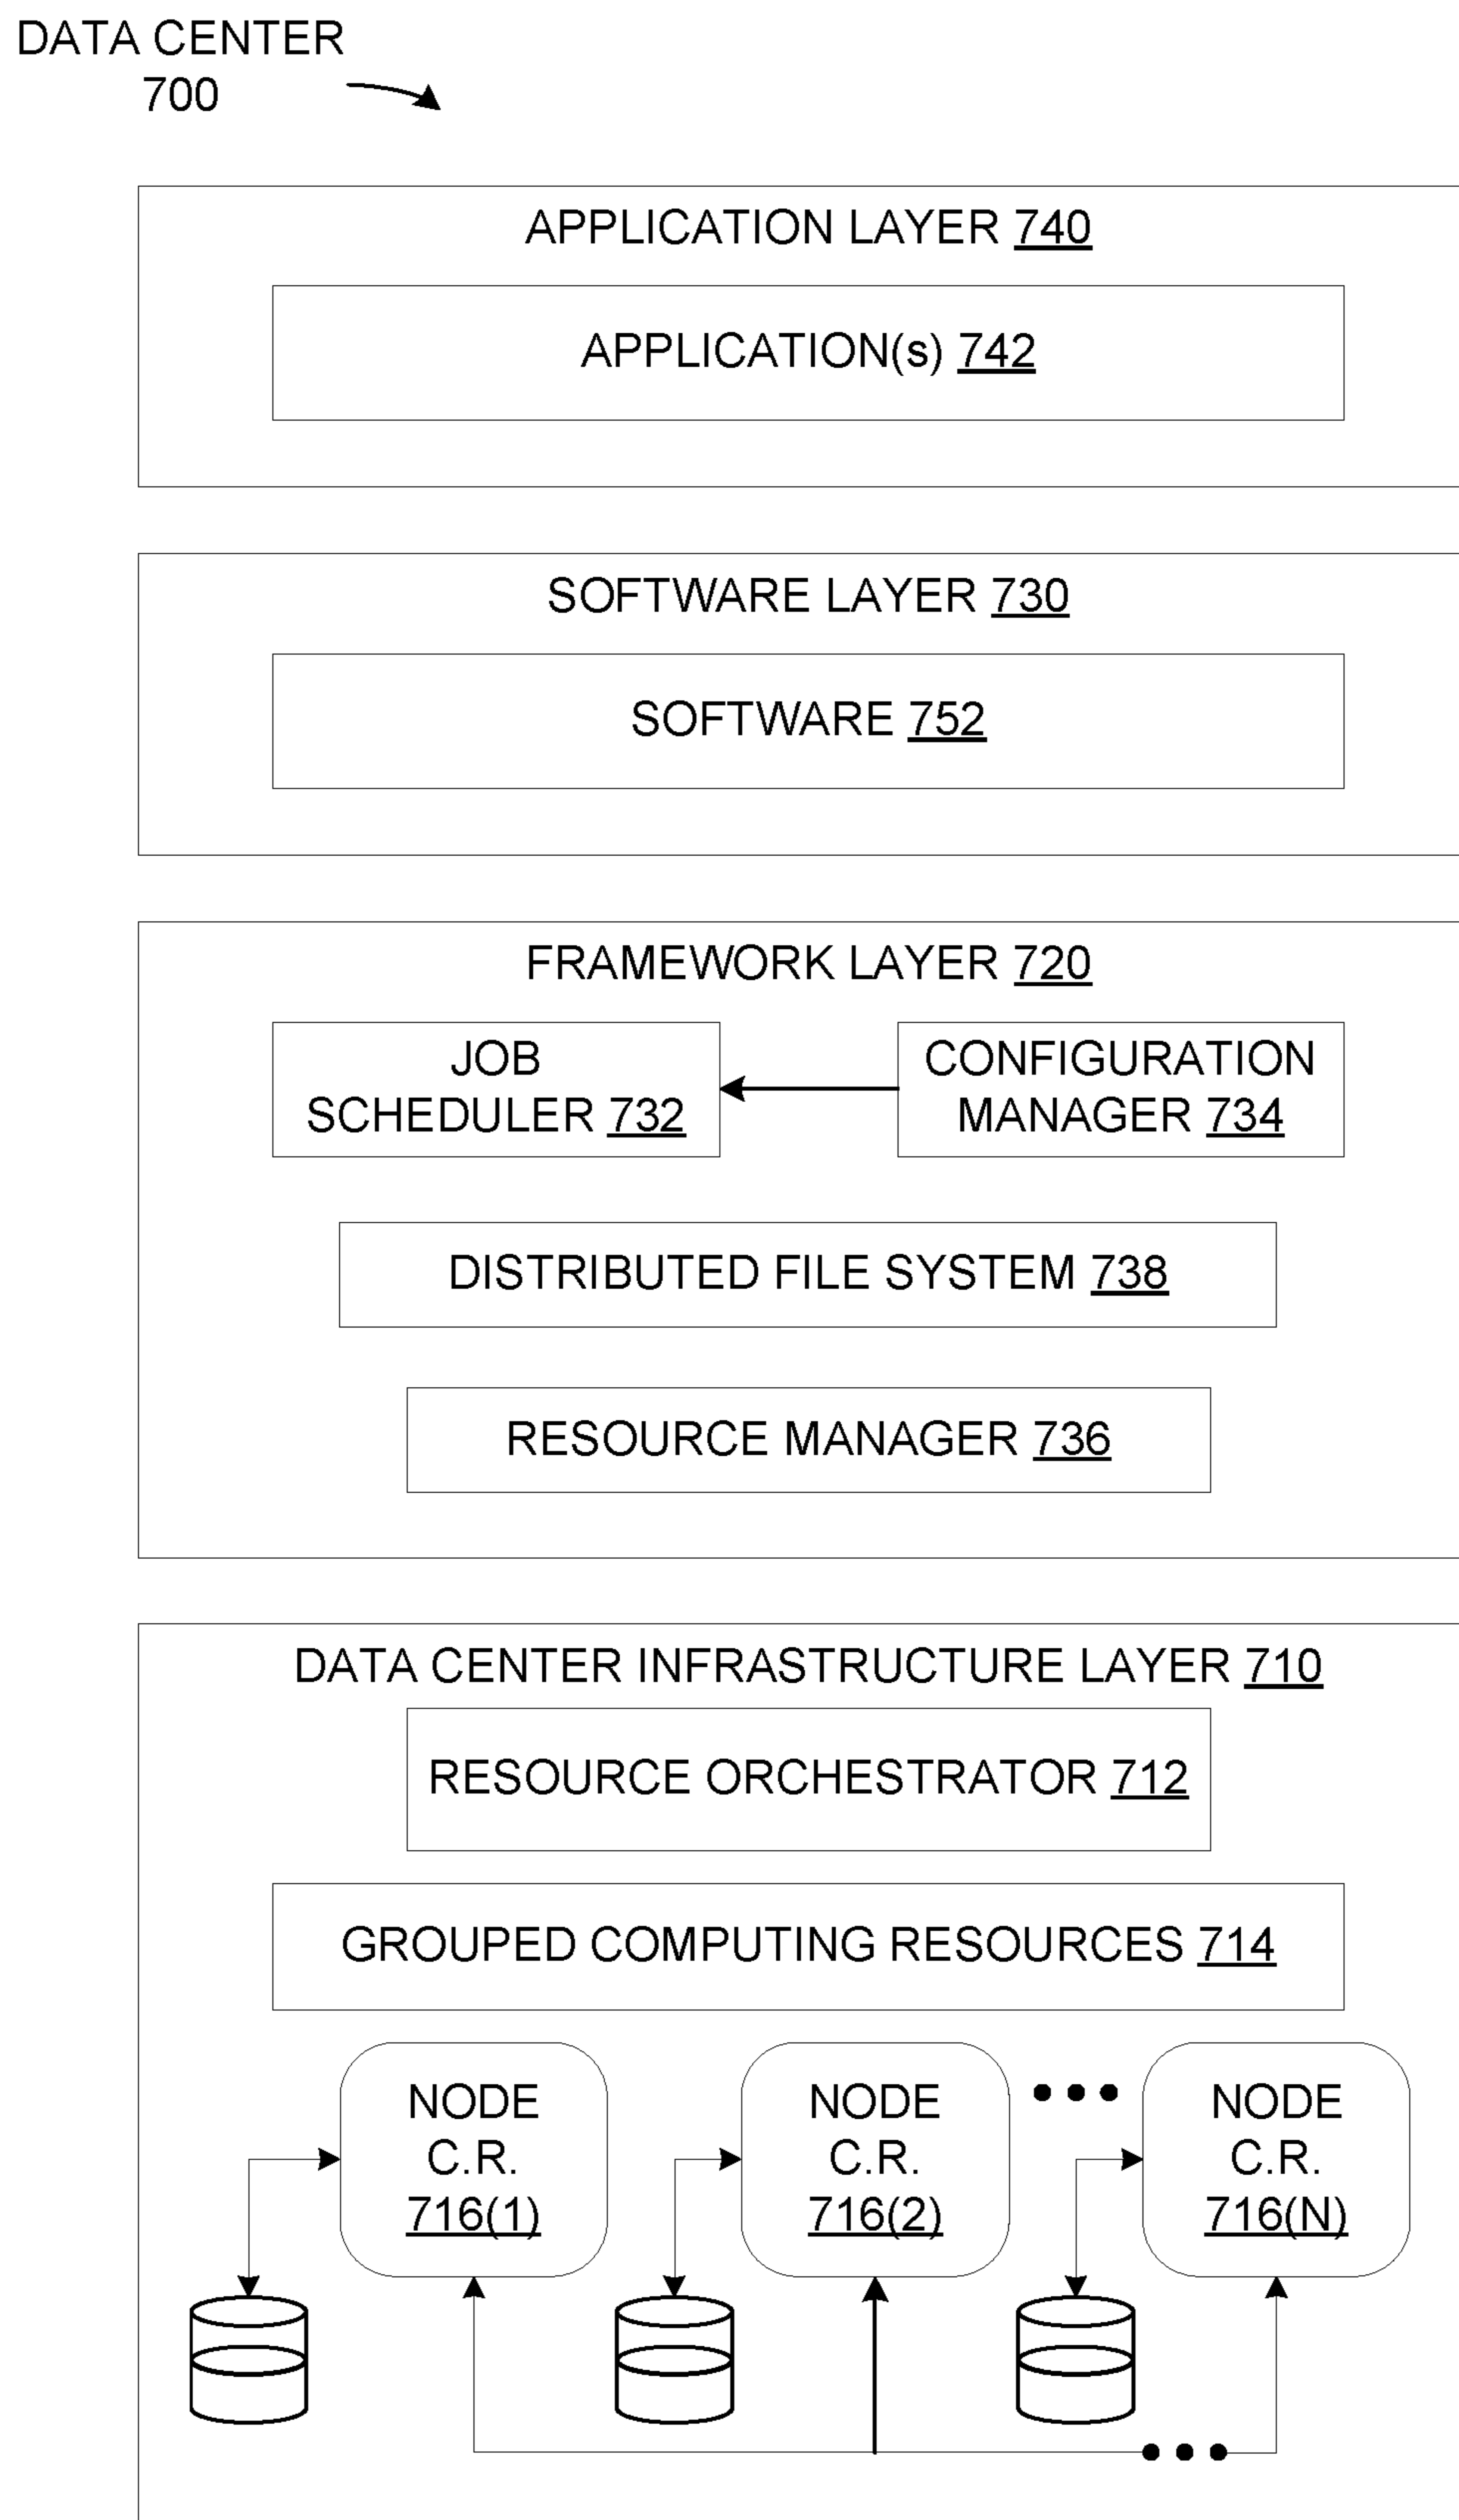 DATA CENTER
700
APPLICATION LAYER 740
APPLICATION(s) 742
SOFTWARE LAYER 730
SOFTWARE 752
FRAMEWORK LAYER 720
JOB
SCHEDULER 732
CONFIGURATION
MANAGER 734
DISTRIBUTED FILE SYSTEM 738
RESOURCE MANAGER 736
DATA CENTER INFRASTRUCTURE LAYER 710
RESOURCE ORCHESTRATOR 712
GROUPED COMPUTING RESOURCES 714
NODE
C.R.
716(1)
NODE
C.R.
716(2)
NODE
C.R.
716(N)